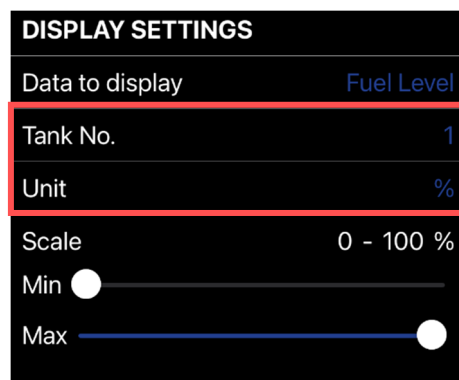 DISPLAY SETTINGS
Data to display Fuel Level
Tank No. 1
Unit %
Scale 0 - 100 %
Min
Max